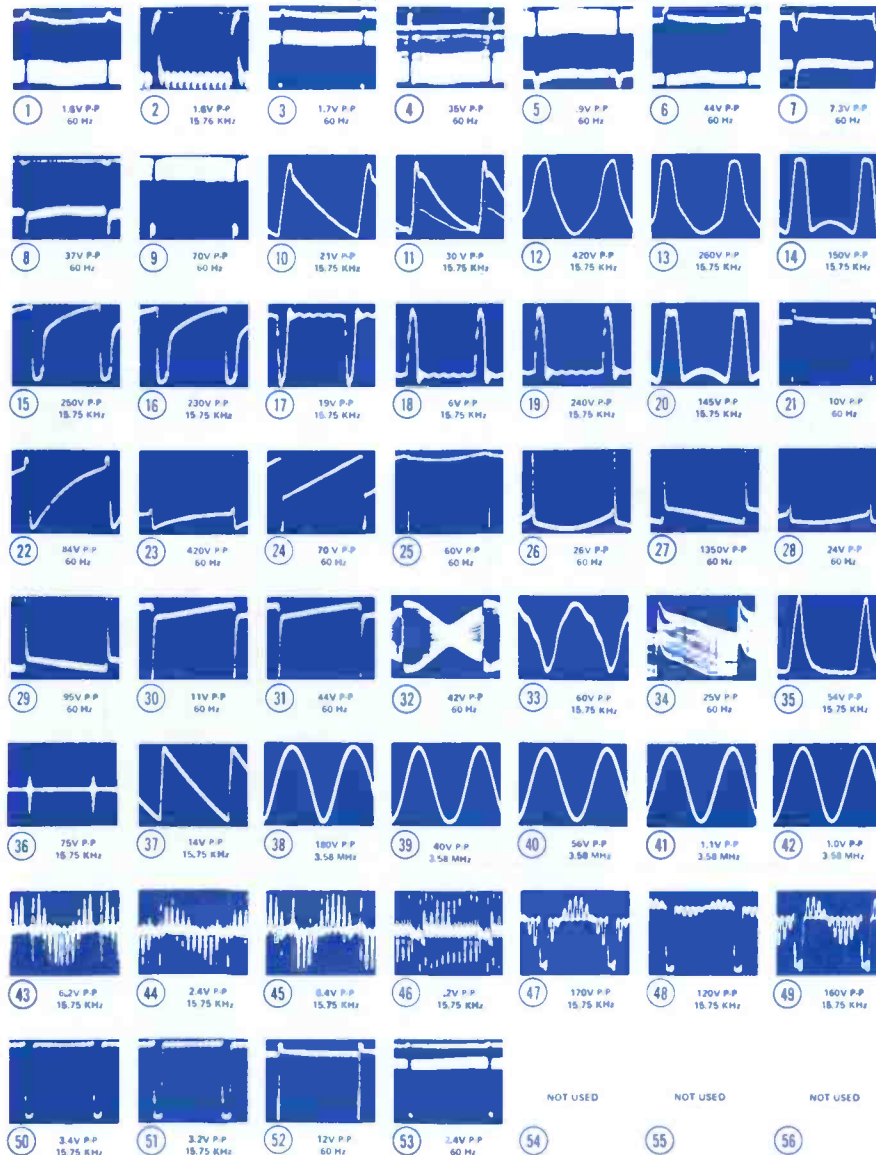 1 1.8V P-P
60 Hz
2 1.8V P-P
15.76 KHz
3 1.7V P-P
60 Hz
4 35V P-P
60 Hz
5 .9V P-P
60 Hz
6 44V P-P
60 Hz
7 7.3V P-P
60 Hz
8 37V P-P
60 Hz
9 70V P-P
60 Hz
10 21V P-P
15.75 KHz
11 30 V P-P
15.75 KHz
12 420V P-P
15.75 KHz
13 260V P-P
15.75 KHz
14 150V P-P
15.75 KHz
15 250V P-P
15.75 KHz
16 230V P-P
15.75 KHz
17 19V P-P
15.75 KHz
18 6V P-P
15.75 KHz
19 240V P-P
15.75 KHz
20 145V P-P
15.75 KHz
21 10V P-P
60 Hz
22 84V P-P
60 Hz
23 420V P-P
60 Hz
24 70 V P-P
60 Hz
25 60V P-P
60 Hz
26 26V P-P
60 Hz
27 1350V P-P
60 Hz
28 24V P-P
60 Hz
29 95V P-P
60 Hz
30 11V P-P
60 Hz
31 44V P-P
60 Hz
32 42V P-P
60 Hz
33 60V P-P
15.75 KHz
34 25V P-P
60 Hz
35 54V P-P
15.75 KHz
36 75V P-P
15.75 KHz
37 14V P-P
15.75 KHz
38 180V P-P
3.58 MHz
39 40V P-P
3.58 MHz
40 56V P-P
3.58 MHz
41 1.1V P-P
3.58 MHz
42 1.0V P-P
3.58 MHz
43 6.2V P-P
15.75 KHz
44 2.4V P-P
15.75 KHz
45 P-P
15.75 KHz
46 .2V P-P
15.75 KHz
47 170V P-P
15.75 KHz
48 120V P-P
15.75 KHz
49 160V P-P
15.75 KHz
50 3.4V P-P
15.75 KHz
51 3.2V P-P
15.75 KHz
52 12V P-P
60 Hz
53 2.4V P-P
60 Hz
NOT USED
54
NOT USED
55
NOT USED
56